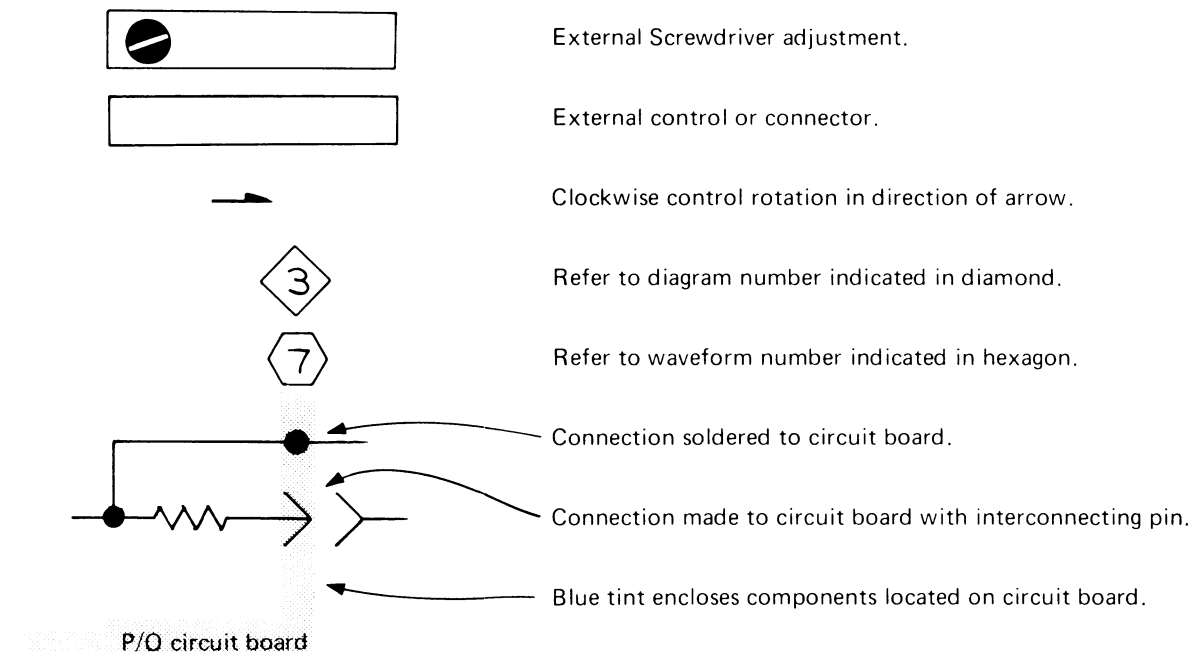 External Screwdriver adjustment.
External control or connector.
Clockwise control rotation in direction of arrow.
3
Refer to diagram number indicated in diamond.
7
Refer to waveform number indicated in hexagon.
Connection soldered to circuit board.
Connection made to circuit board with interconnecting pin.
Blue tint encloses components located on circuit board.
P/O circuit board